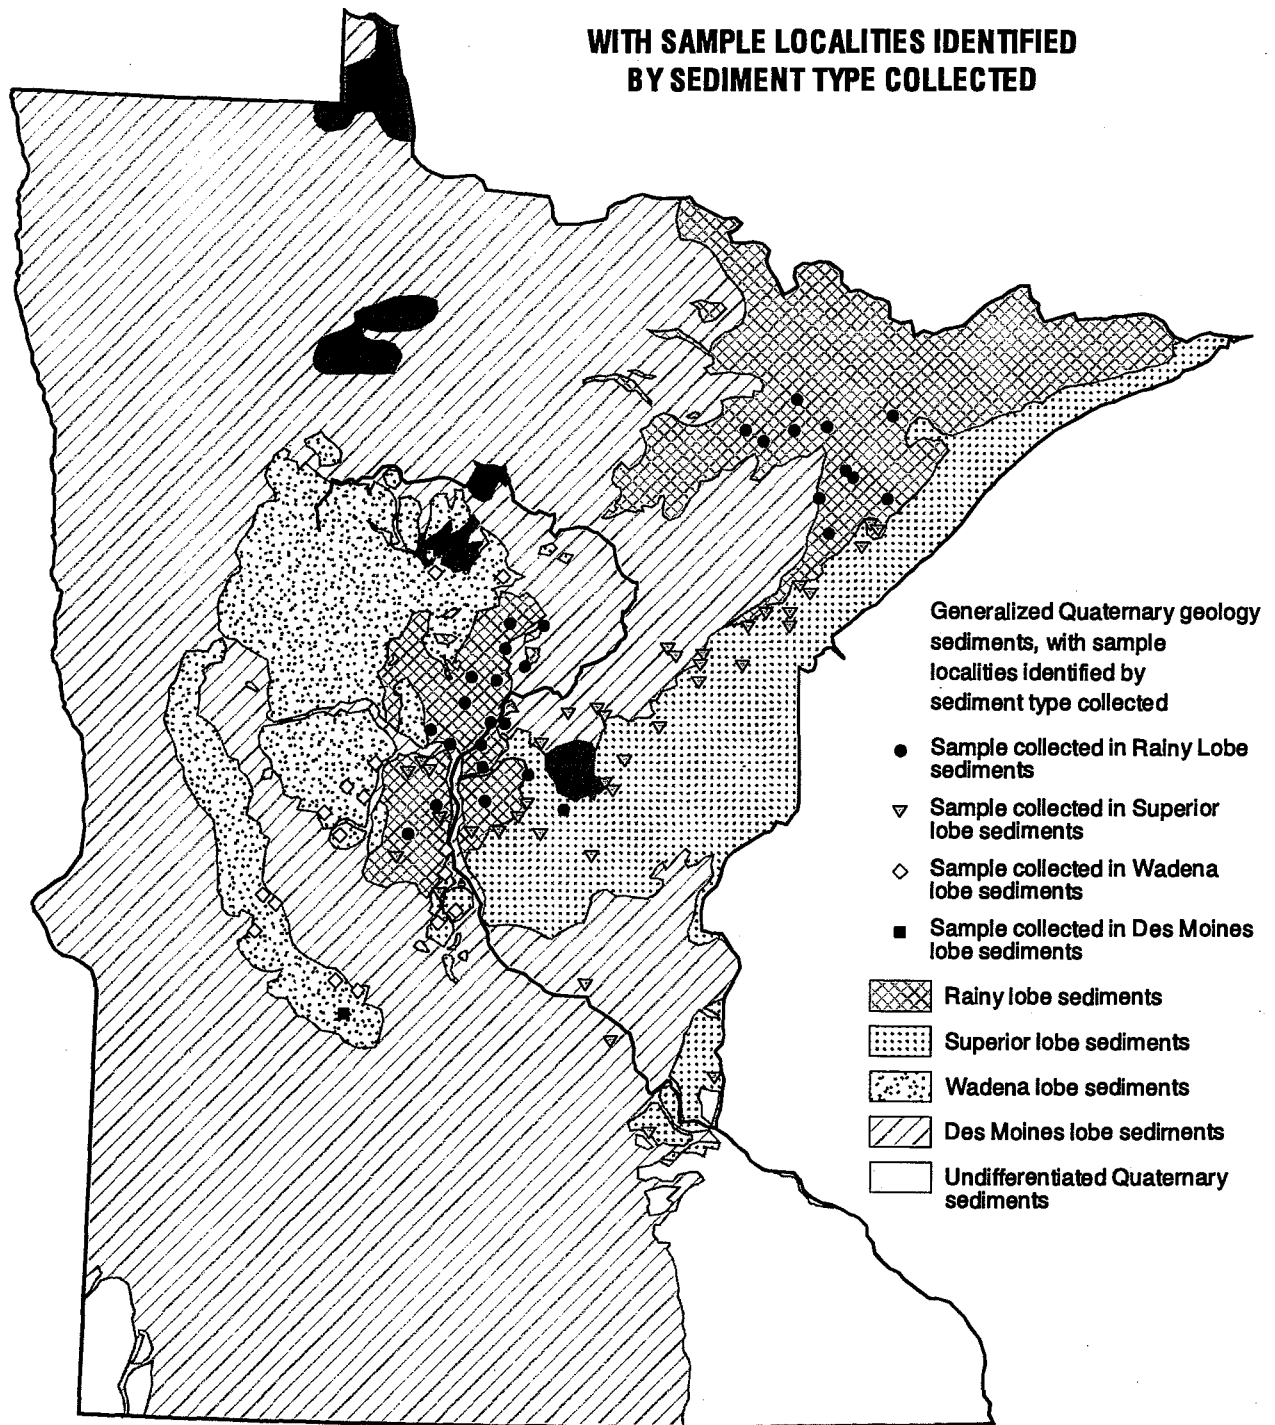 WITH SAMPLE LOCALITIES IDENTIFIED
BY SEDIMENT TYPE COLLECTED
Generalized Quaternary geology
sediments, with sample
localities identified by
sediment type collected
Sample collected in Rainy Lobe
sediments
Sample collected in Superior
lobe sediments
Sample collected in Wadena
lobe sediments
Sample collected in Des Moines
lobe sediments
Rainy lobe sediments
Superior lobe sediments
Wadena lobe sediments
Des Moines lobe sediments
Undifferentiated Quaternary
sediments